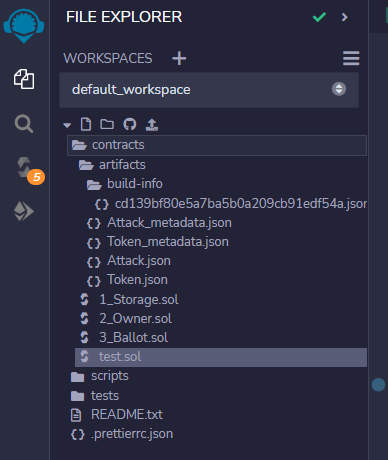 FILE EXPLORER
WORKSPACES
default_workspace
contracts
artifacts
build-info
cd139bf80e5a7ba5b0a209cb91edf54a.json
Attack_metadata.json
Token_metadata.json
Attack.json
Token.json
1_Storage.sol
2_Owner.sol
3_Ballot.sol
5
test.sol
scripts
tests
README.txt
.prettierrc.json